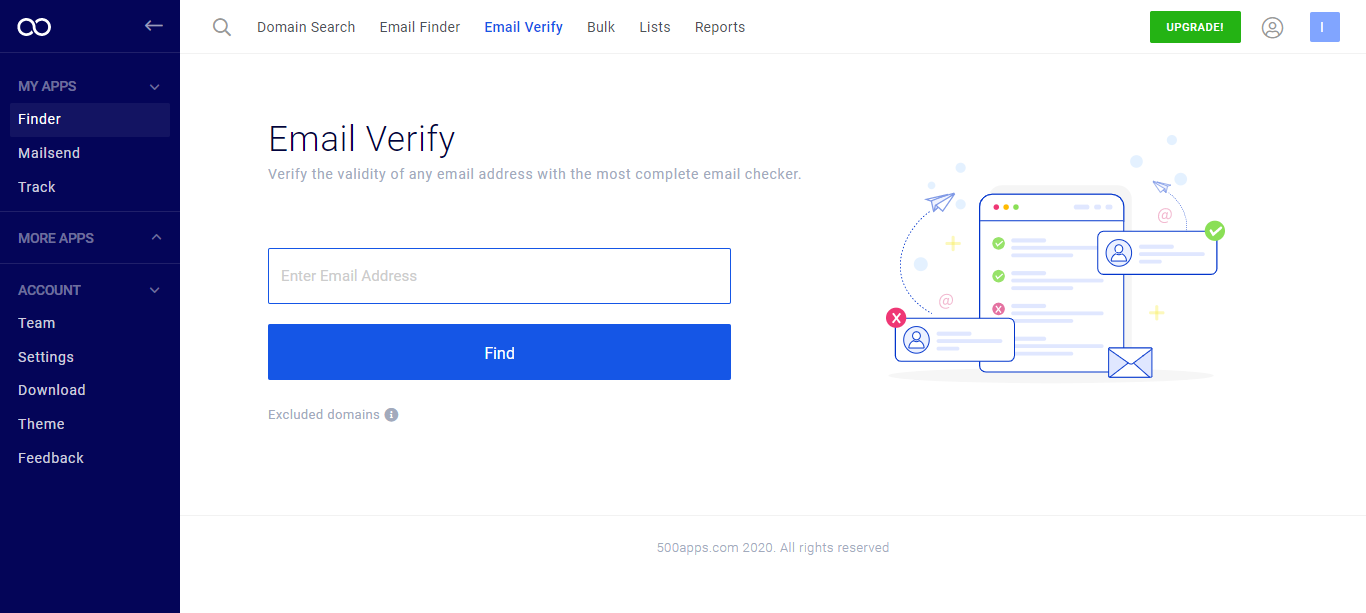 Domain Search Email Finder Email Verify Bulk Lists Reports UPGRADE! I
MY APPS
Finder
Mailsend
Track
MORE APPS
ACCOUNT
Team
Settings
Download
Theme
Feedback
Email Verify
Verify the validity of any email address with the most complete email checker.
Enter Email Address
Find
Excluded domains i
@
@
X
X
500apps.com 2020. All rights reserved